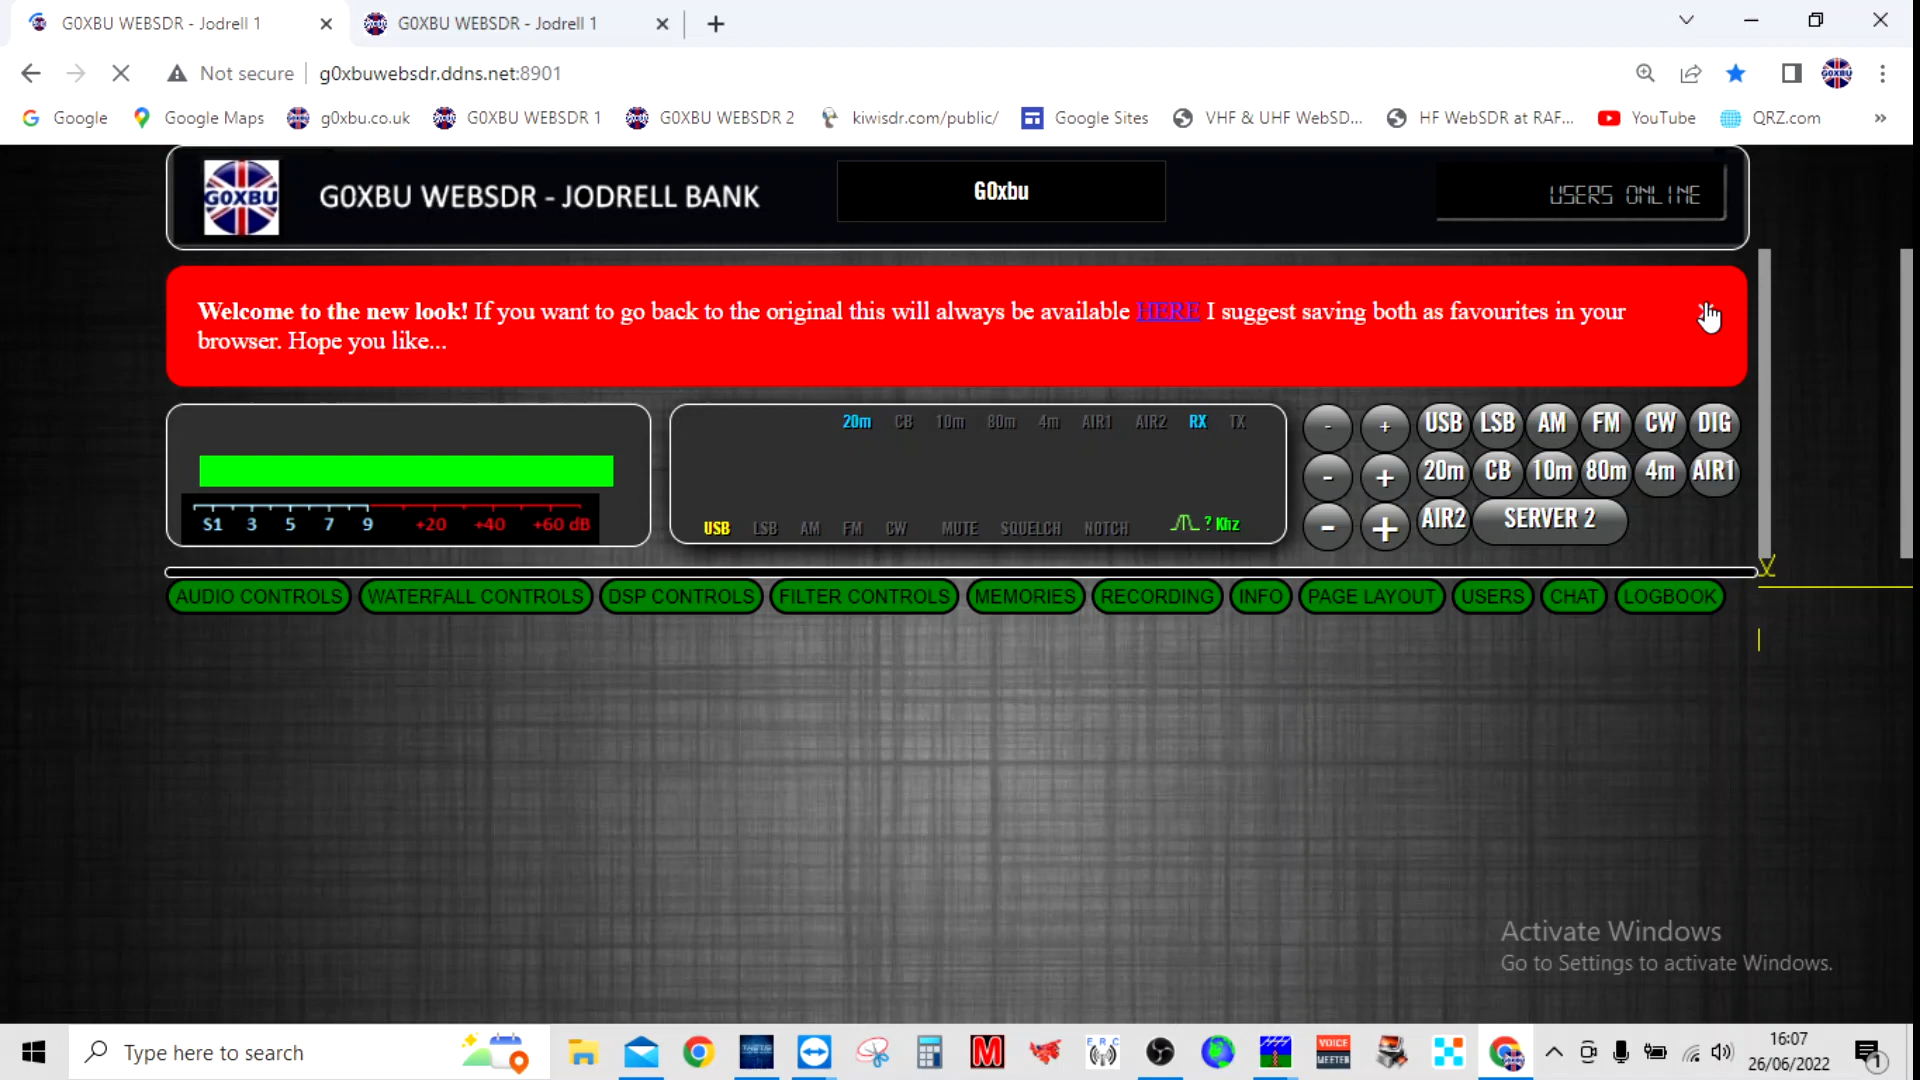 G0XBU WEBSDR - Jodrell 1
G0XBU WEBSDR - Jodrell 1
Not secure
g0xbuwebsdr.ddns.net:8901
G0XBU
Google
Google Maps
g0xbu.co.uk
G0XBU WEBSDR 1
G0XBU WEBSDR 2
kiwisdr.com/public/
Google Sites
VHF & UHF WebSD...
HF WebSDR at RAF...
YouTube
QRZ.com
»
G0XBU
G0XBU WEBSDR - JODRELL BANK
G0xbu
USERS ONLINE
Welcome to the new look! If you want to go back to the original this will always be available HERE I suggest saving both as favourites in your
browser. Hope you like...
20m CB 10m 80m 4m AIR1 AIR2 RX TX
- + USB LSB AM FM CW DIG
- + 20m CB 10m 80m 4m AIR1
S1 3 5 7 9 +20 +40 +60 dB
USB LSB AM FM CW MUTE SQUELCH NOTCH ? Khz
- + AIR2 SERVER 2
AUDIO CONTROLS WATERFALL CONTROLS DSP CONTROLS FILTER CONTROLS MEMORIES RECORDING INFO PAGE LAYOUT USERS CHAT LOGBOOK
Activate Windows
Go to Settings to activate Windows.
Type here to search
M
VOICE
MEETER
16:07
26/06/2022
1